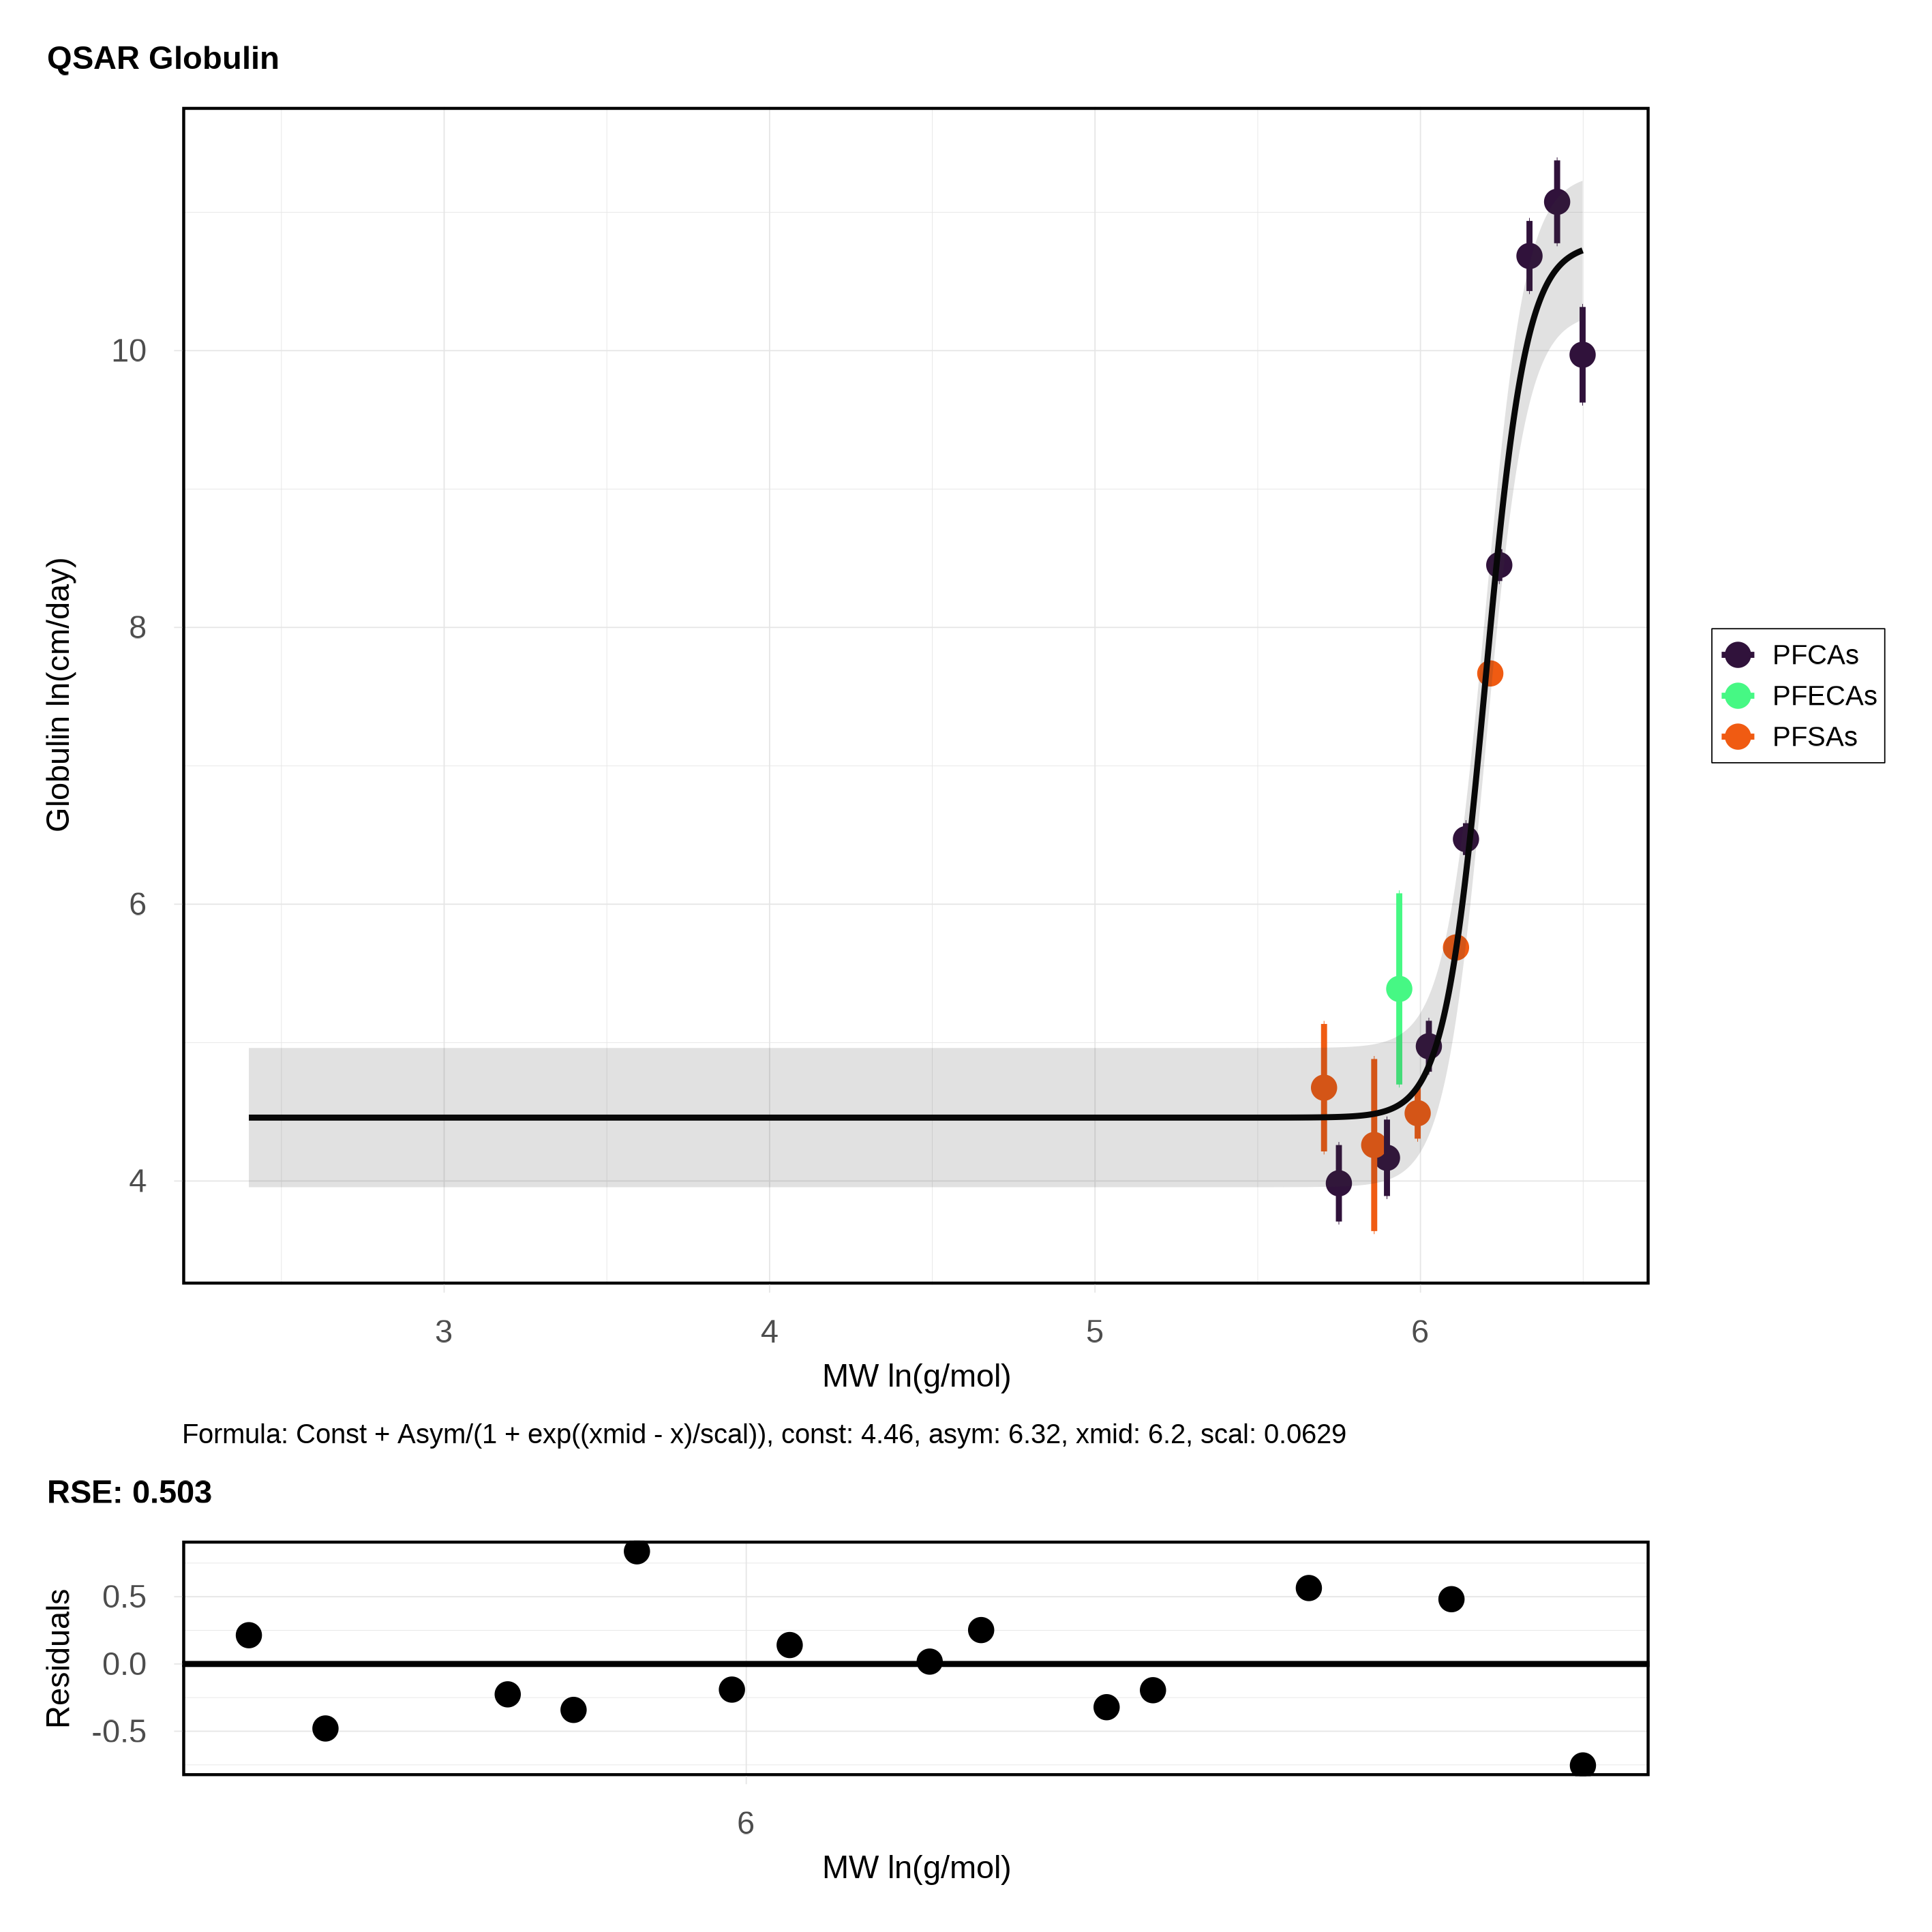 QSAR Globulin
Globulin ln(cm/day)
10
8
6
4
3 4 5 6
MW ln(g/mol)
PFCAs
PFECAs
PFSAs
Formula: Const + Asym/(1 + exp((xmid - x)/scal)), const: 4.46, asym: 6.32, xmid: 6.2, scal: 0.0629
RSE: 0.503
Residuals
0.5
0.0
-0.5
6
MW ln(g/mol)